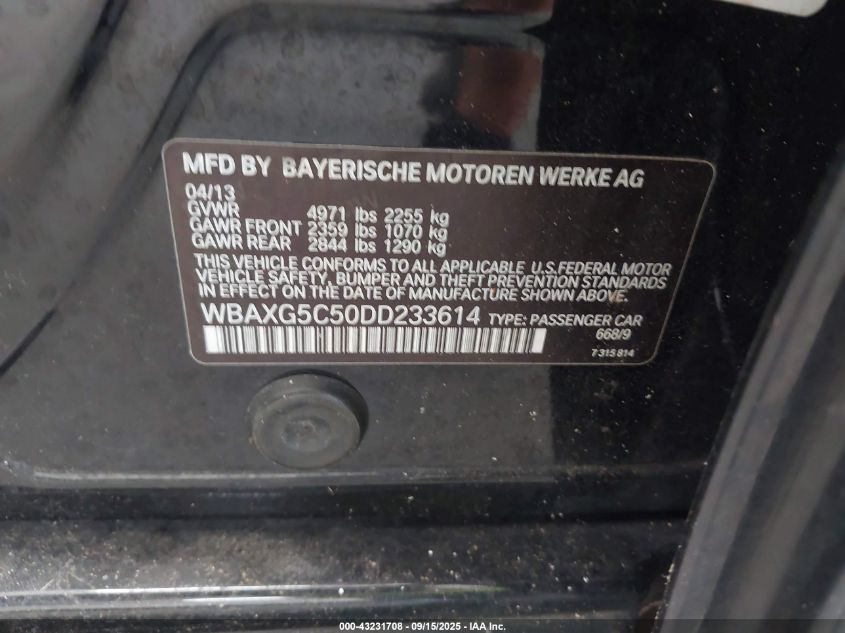 MFD BY BAYERISCHE MOTOREN WERKE AG
04/13
GVWR 4971 lbs 2255 kg
GAWR FRONT 2359 lbs 1070 kg
GAWR REAR 2844 lbs 1290 kg
THIS VEHICLE CONFORMS TO ALL APPLICABLE U.S.FEDERAL MOTOR
VEHICLE SAFETY, BUMPER AND THEFT PREVENTION STANDARDS
IN EFFECT ON THE DATE OF MANUFACTURE SHOWN ABOVE.
WBAXG5C50DD233614 TYPE: PASSENGER CAR
668/9
7315814
000-43231708 - 09/15/2025 - IAA Inc.